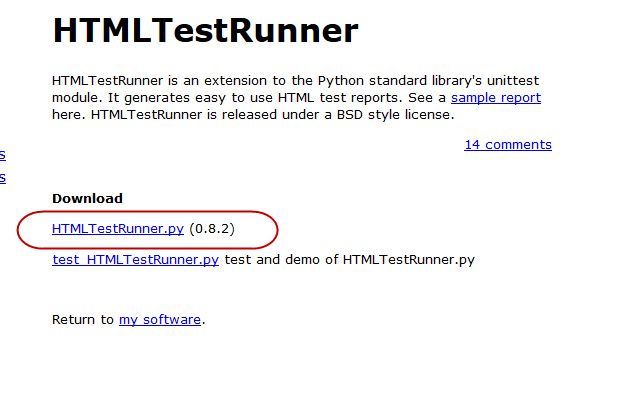 HTMLTestRunner
HTMLTestRunner is an extension to the Python standard library's unittest
module. It generates easy to use HTML test reports. See a sample report
here. HTMLTestRunner is released under a BSD style license.
14 comments
s
s
Download
HTMLTestRunner.py (0.8.2)
test_HTMLTestRunner.py test and demo of HTMLTestRunner.py
Return to my software.